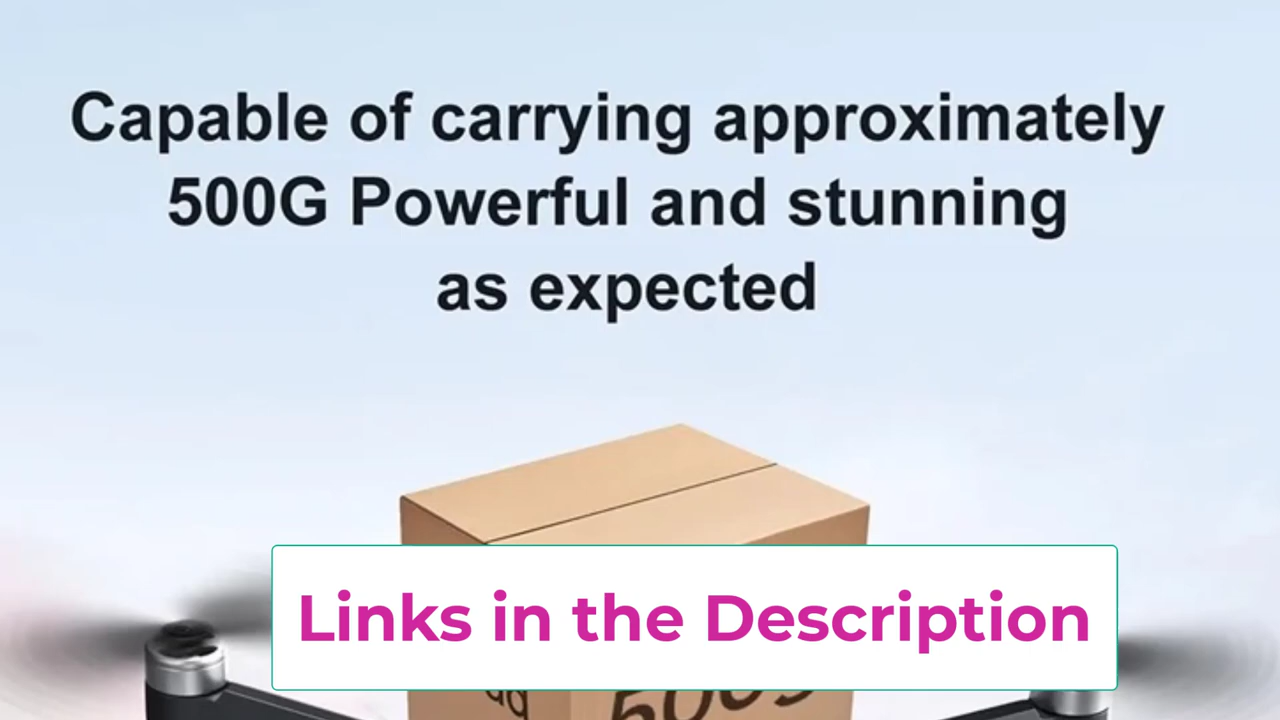 Capable of carrying approximately
500G Powerful and stunning
as expected
Links in the Description